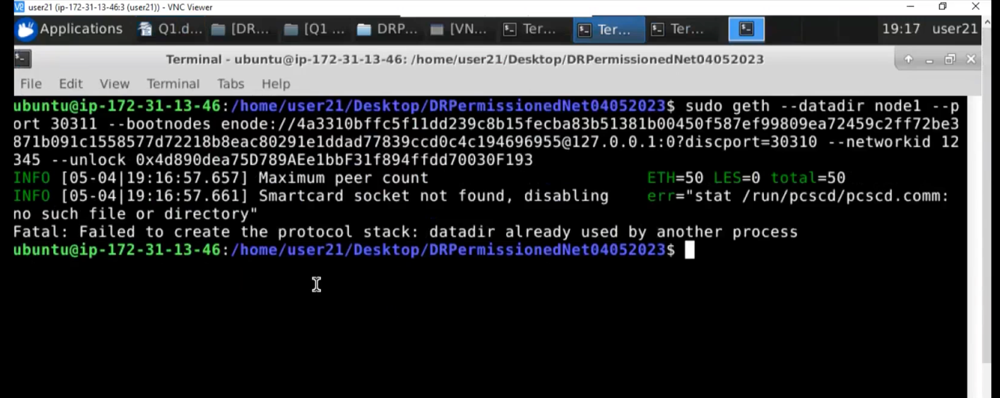 user21 (ip-172-31-13-46:3 (user21)) - VNC Viewer
Applications Q1.d... [DR... [Q1 ... DRP... [VN... Ter... Ter... Ter... 19:17 user21
Terminal - ubuntu@ip-172-31-13-46: /home/user21/Desktop/DRPermissionedNet04052023
File Edit View Terminal Tabs Help
ubuntu@ip-172-31-13-46:/home/user21/Desktop/DRPermissionedNet04052023$ sudo geth --datadir node1 --p
ort 30311 --bootnodes enode://4a3310bffc5f11dd239c8b15fecba83b51381b00450f587ef99809ea72459c2ff72be3
871b091c1558577d72218b8eac80291e1ddad77839ccd0c4c194696955@127.0.0.1:0?discport=30310 --networkid 12
345 --unlock 0x4d890dea75D789AEe1bbF31f894ffdd70030F193
INFO [05-04|19:16:57.657] Maximum peer count ETH=50 LES=0 total=50
INFO [05-04|19:16:57.661] Smartcard socket not found, disabling err="stat /run/pcscd/pcscd.comm:
no such file or directory"
Fatal: Failed to create the protocol stack: datadir already used by another process
ubuntu@ip-172-31-13-46:/home/user21/Desktop/DRPermissionedNet04052023$